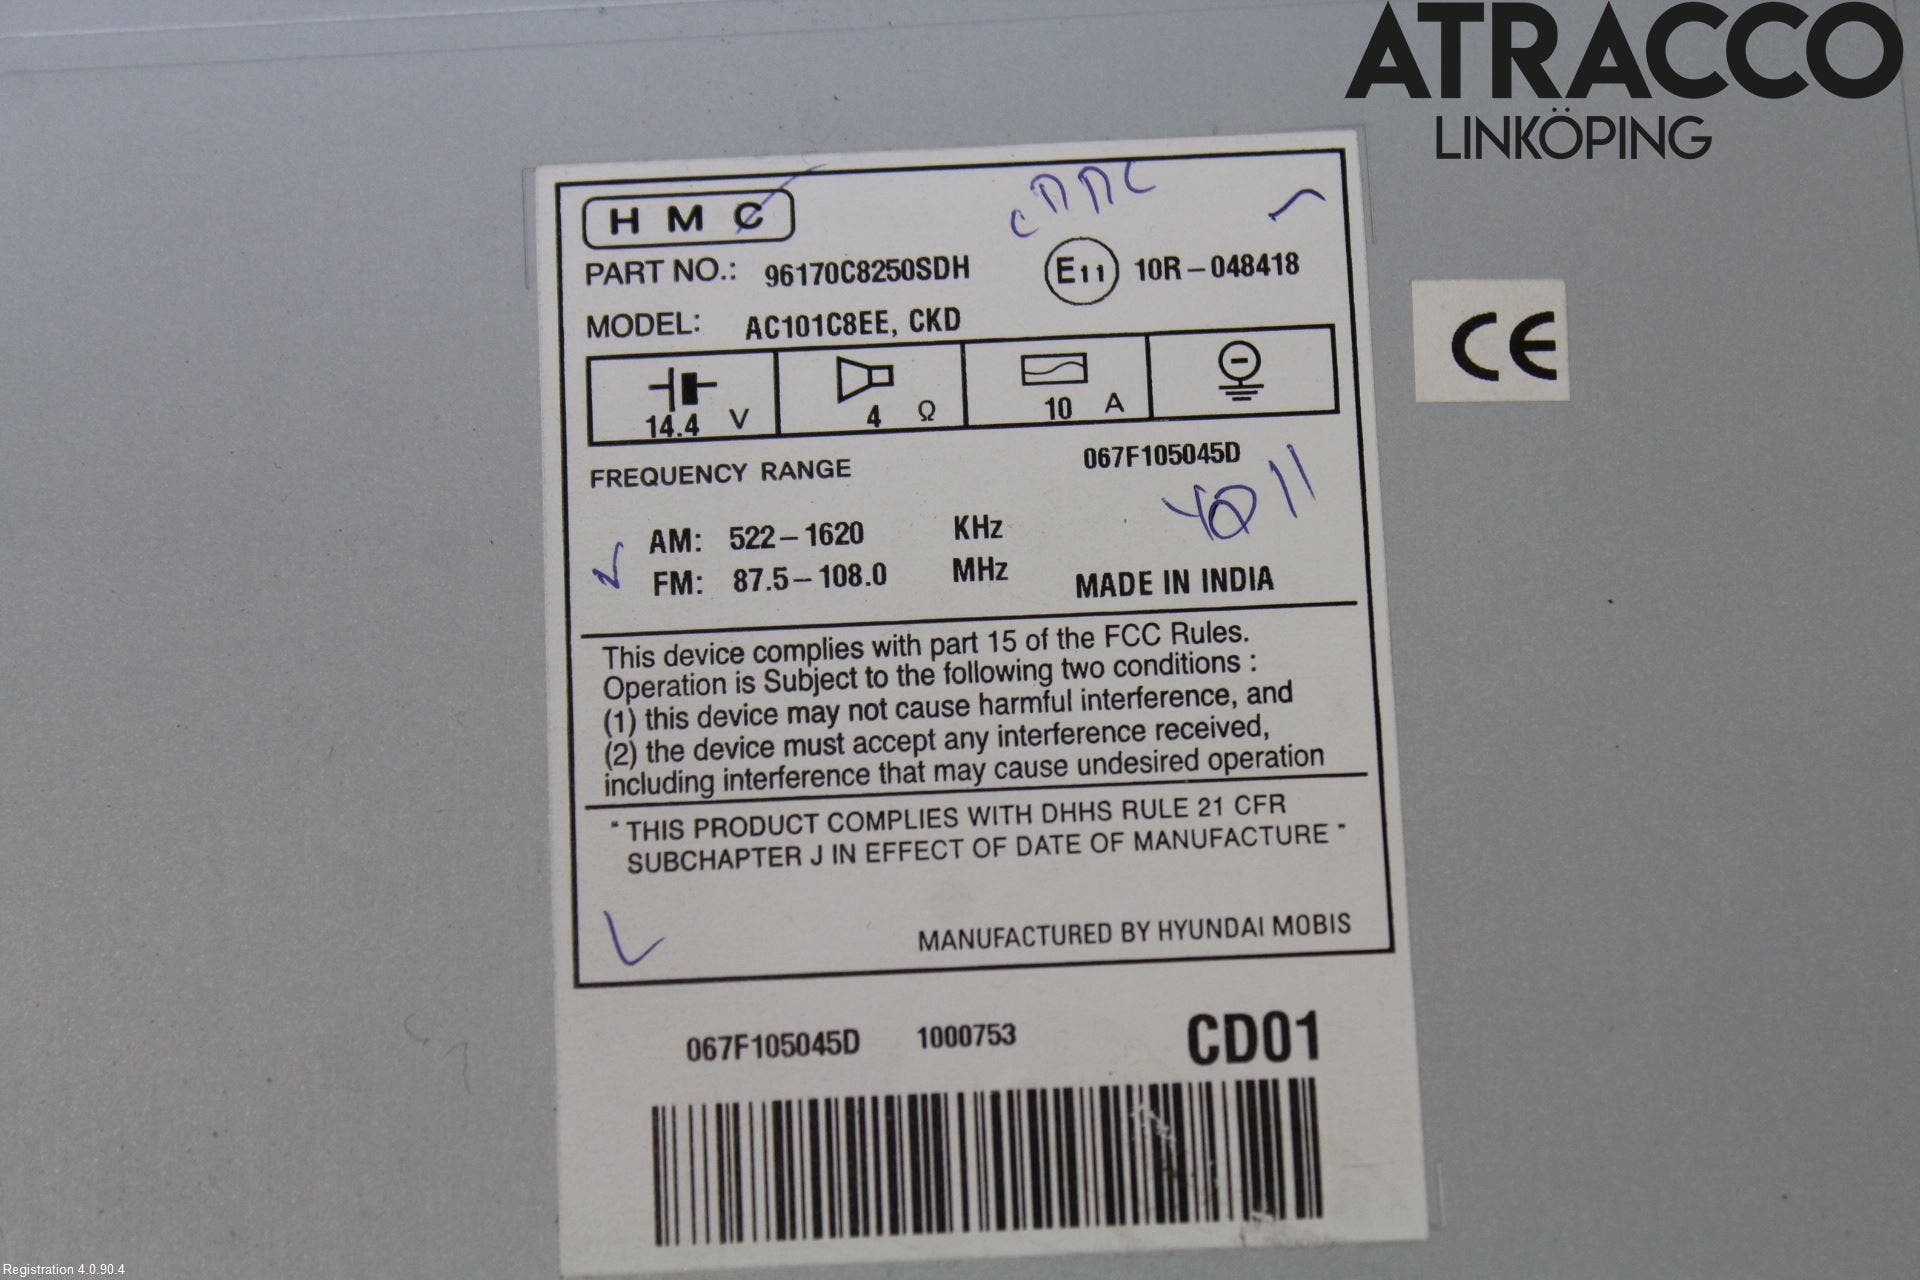 ATRACCO
LINKÖPING
HMC
PART NO.: 96170C8250SDH E11 10R-048418
MODEL: AC101C8EE, CKD
14.4 V 4 Ω 10 A
FREQUENCY RANGE 067F105045D
AM: 522-1620 KHz
FM: 87.5-108.0 MHz MADE IN INDIA
This device complies with part 15 of the FCC Rules.
Operation is Subject to the following two conditions :
(1) this device may not cause harmful interference, and
(2) the device must accept any interference received,
including interference that may cause undesired operation
" THIS PRODUCT COMPLIES WITH DHHS RULE 21 CFR
SUBCHAPTER J IN EFFECT OF DATE OF MANUFACTURE "
MANUFACTURED BY HYUNDAI MOBIS
067F105045D 1000753 CD01
CE
Registration 4.0.90.4